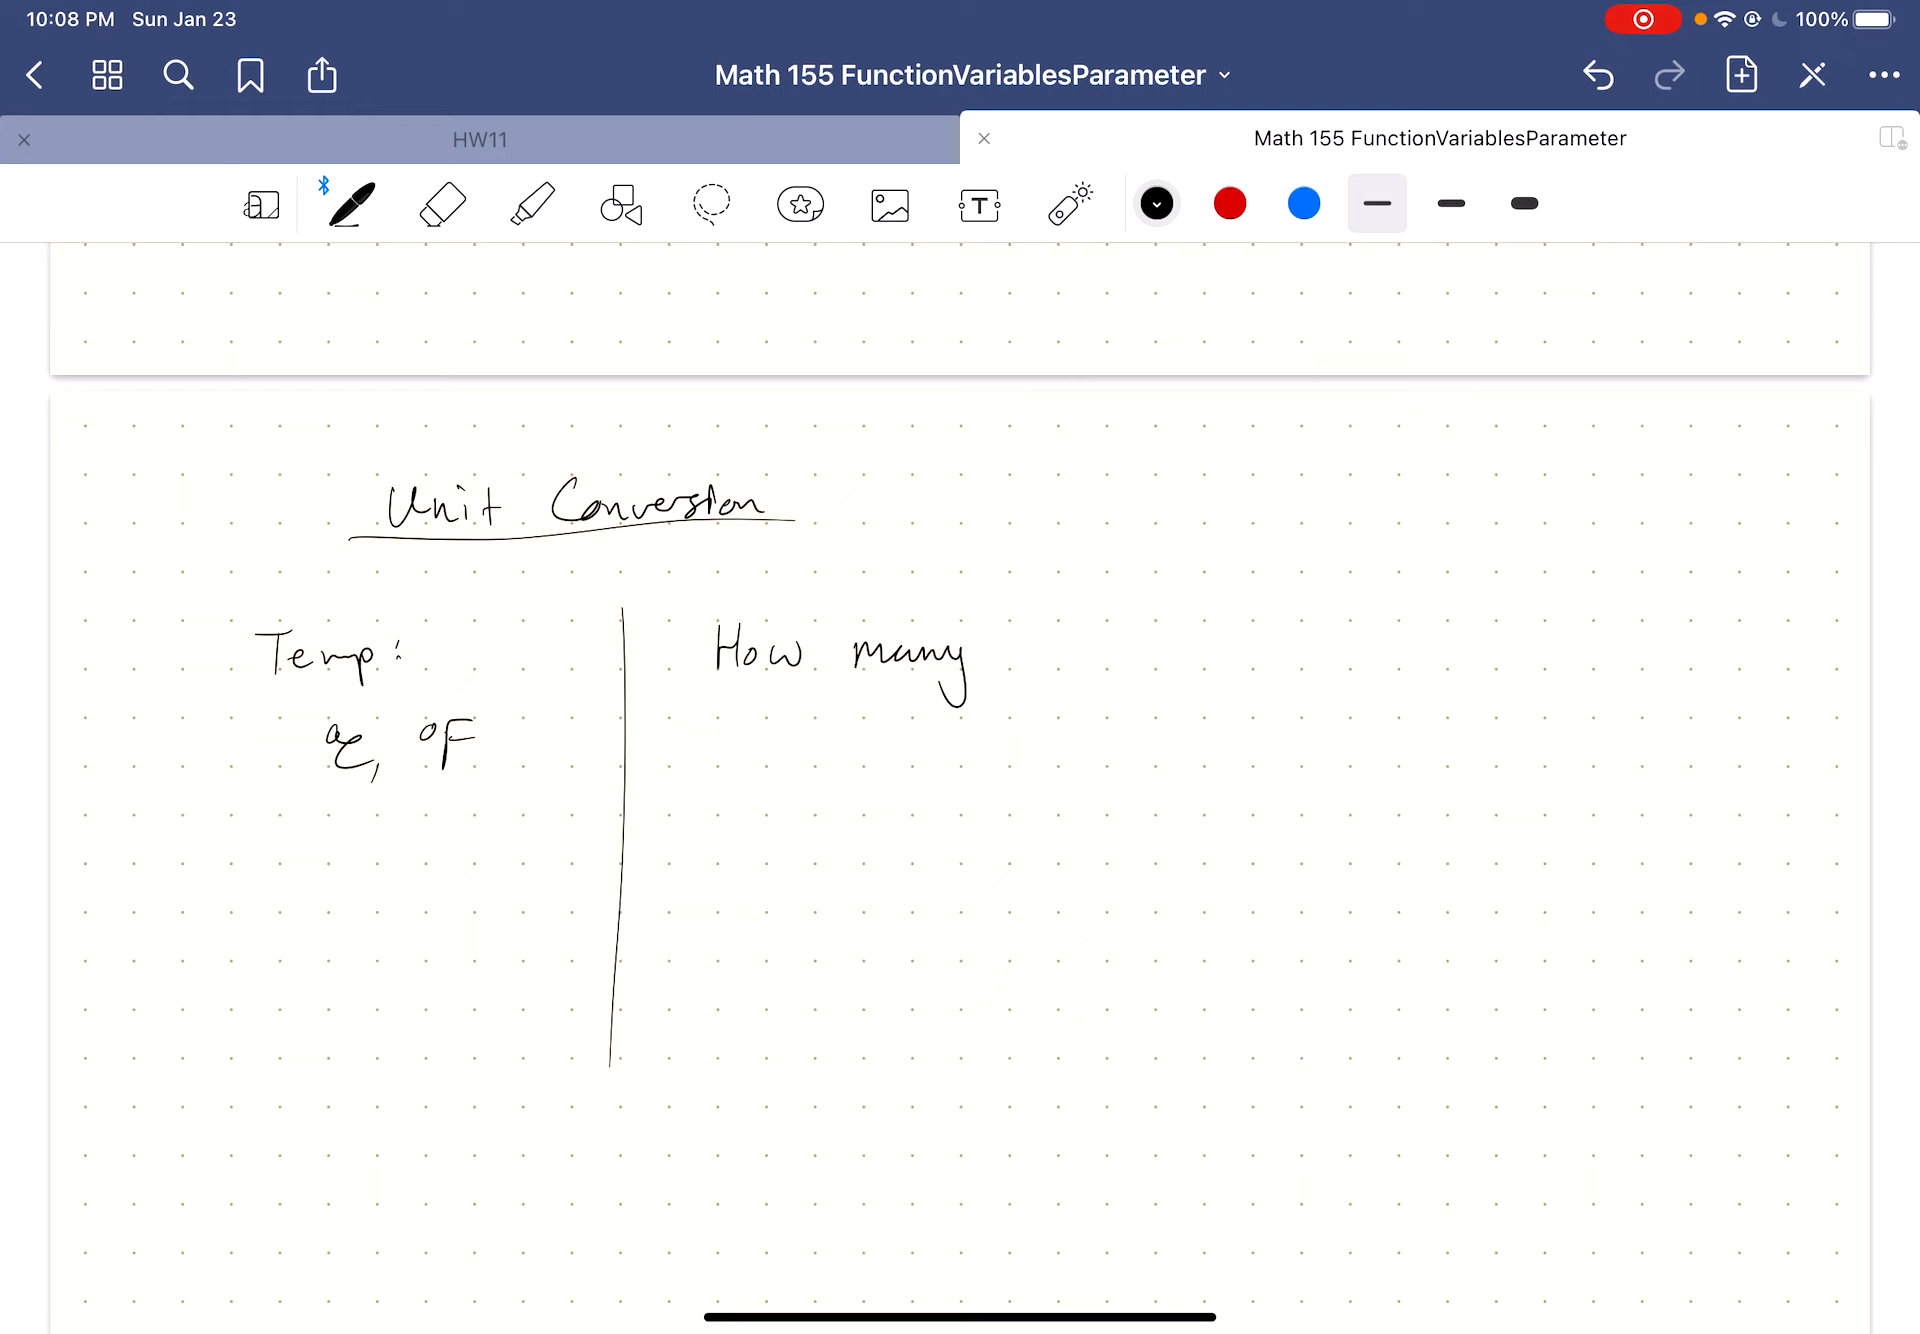 10:08 PM Sun Jan 23
100%
Math 155 FunctionVariablesParameter
HW11
Math 155 FunctionVariablesParameter
Unit Conversion
Temp:
°C, °F
How many